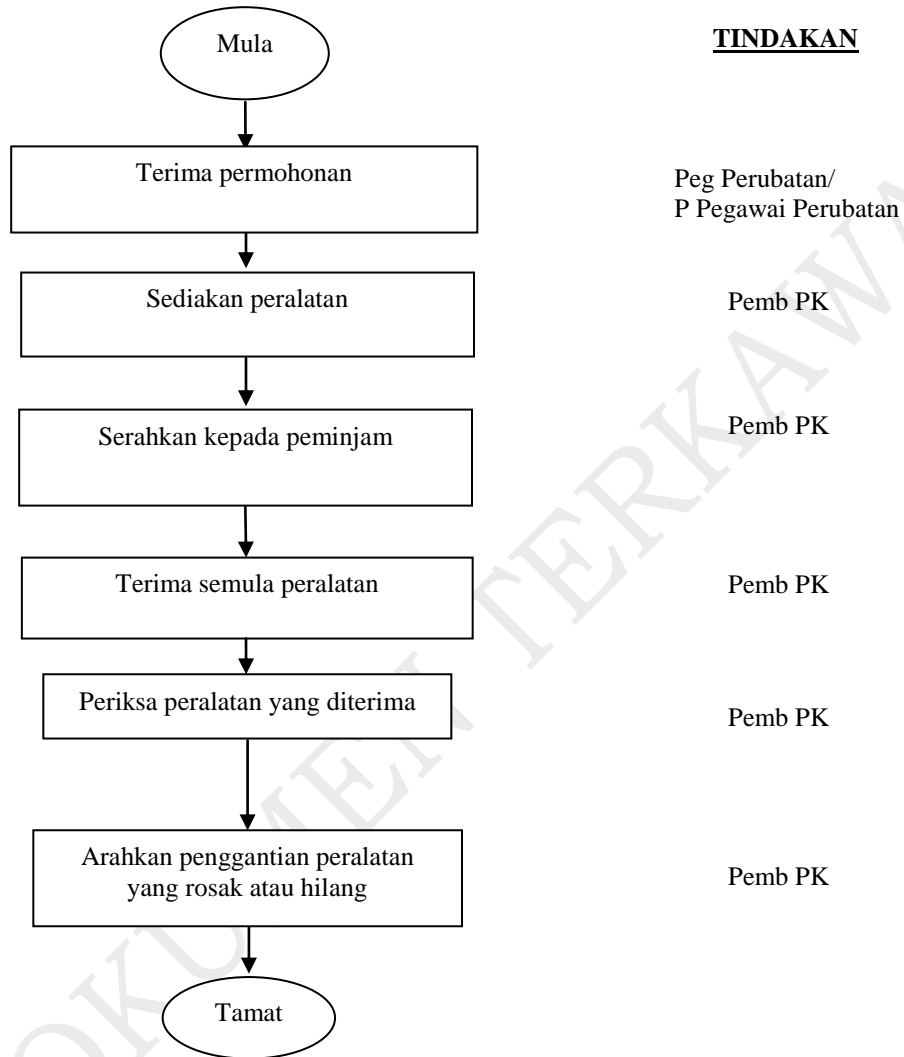 Mula
TINDAKAN
Terima permohonan
Peg Perubatan/
P Pegawai Perubatan
Sediakan peralatan
Pemb PK
Serahkan kepada peminjam
Pemb PK
Terima semula peralatan
Pemb PK
Periksa peralatan yang diterima
Pemb PK
Arahkan penggantian peralatan
yang rosak atau hilang
Pemb PK
Tamat
OKUMEN TERKAWA